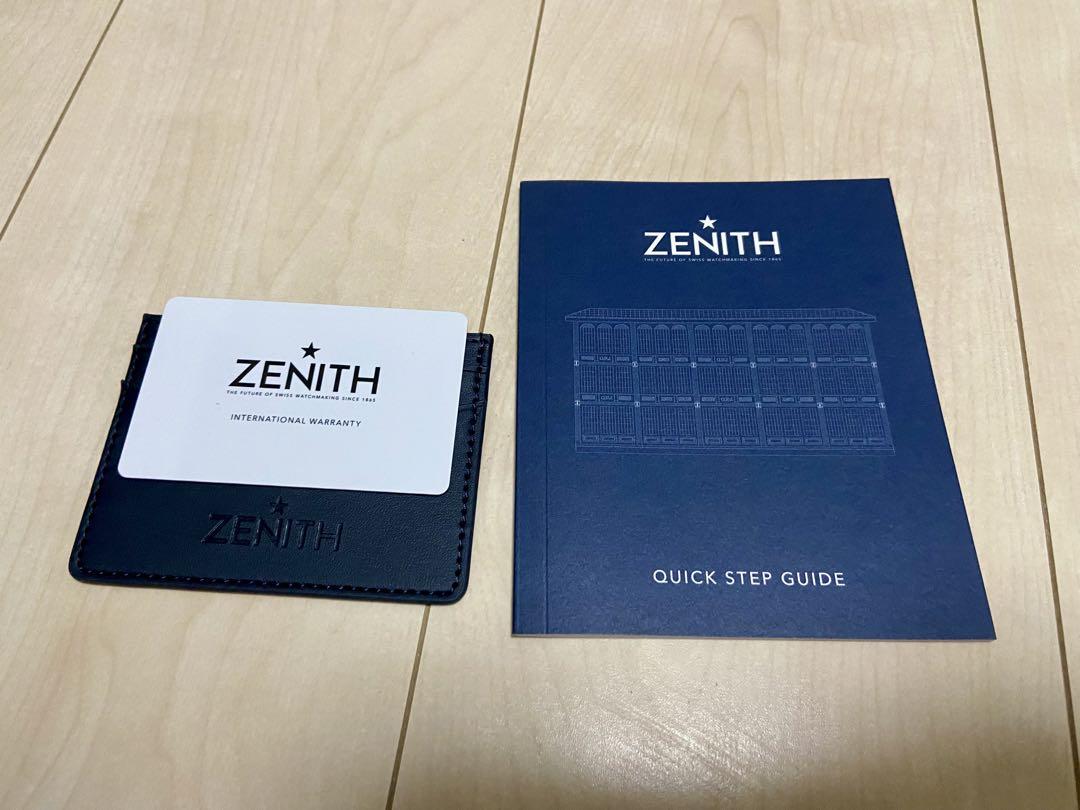 ZENITH
THE FUTURE OF SWISS WATCHMAKING SINCE 1865
INTERNATIONAL WARRANTY
ZENITH
ZENITH
THE FUTURE OF SWISS WATCHMAKING SINCE 1865
QUICK STEP GUIDE